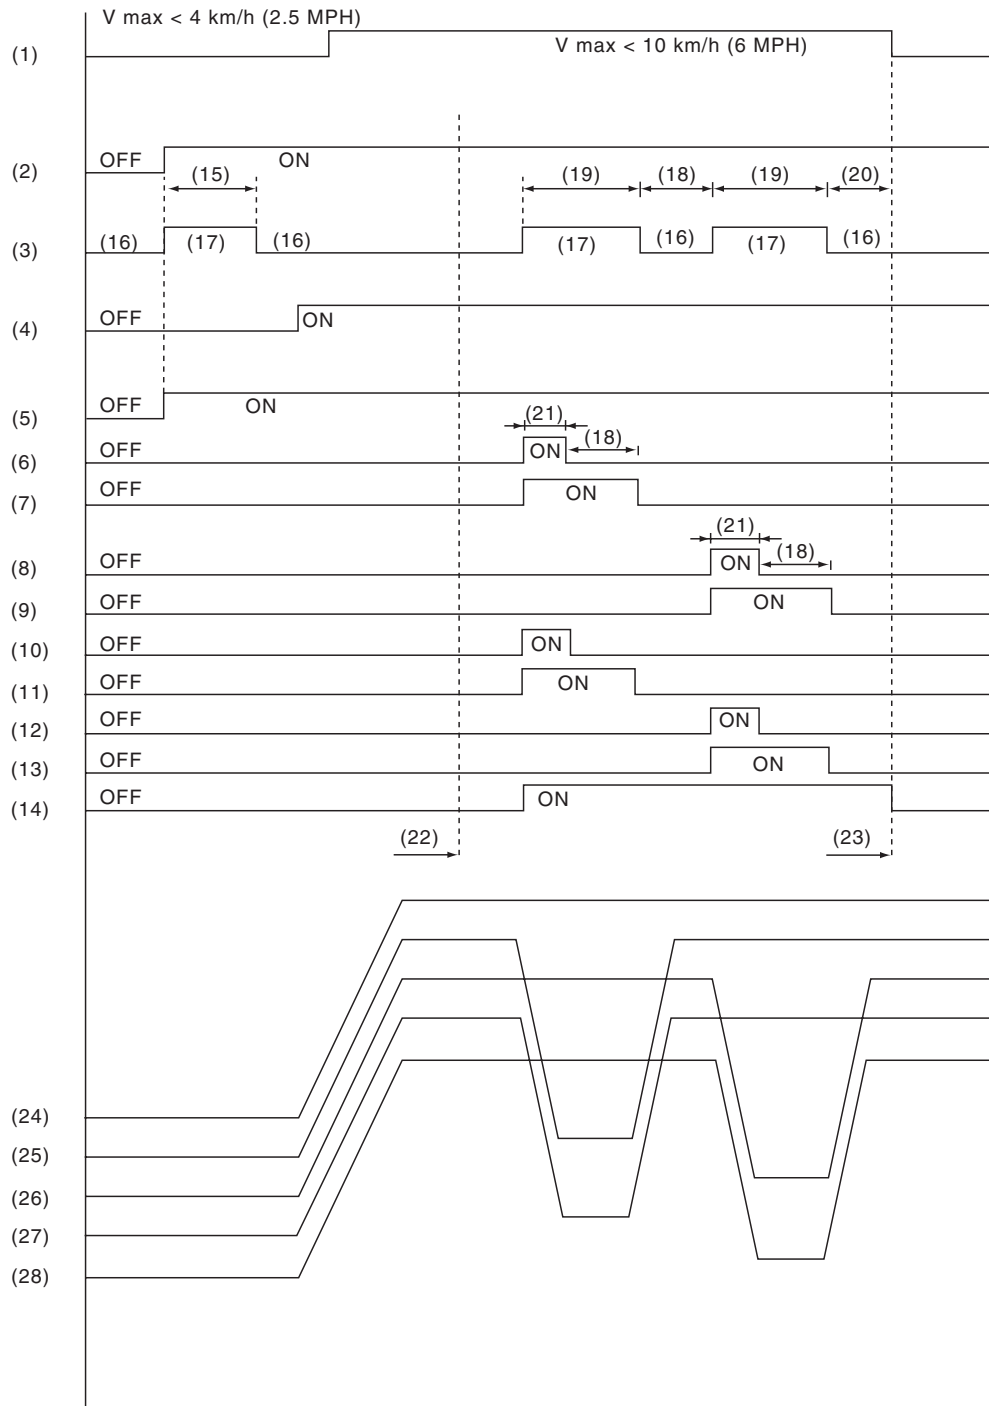 V max < 4 km/h (2.5 MPH)
(1)
V max < 10 km/h (6 MPH)
(2) OFF ON
(15) (19) (18) (19) (20)
(3) (16) (17) (16) (17) (16) (17) (16)
(4) OFF ON
(5) OFF ON
(21)
(6) OFF ON (18)
(7) OFF ON
(21)
(8) OFF ON (18)
(9) OFF ON
(10) OFF ON
(11) OFF ON
(12) OFF ON
(13) OFF ON
(14) OFF ON
(22) (23)
(24)
(25)
(26)
(27)
(28)